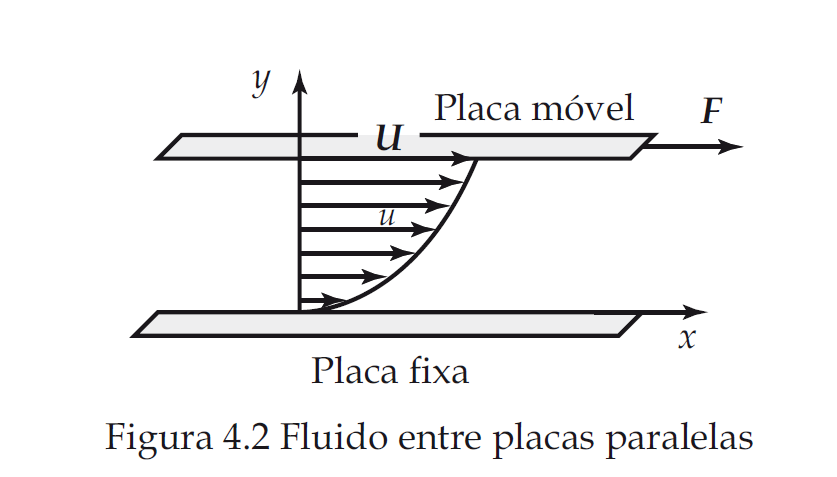 y
Placa móvel
F
u
u
x
Placa fixa
Figura 4.2 Fluido entre placas paralelas